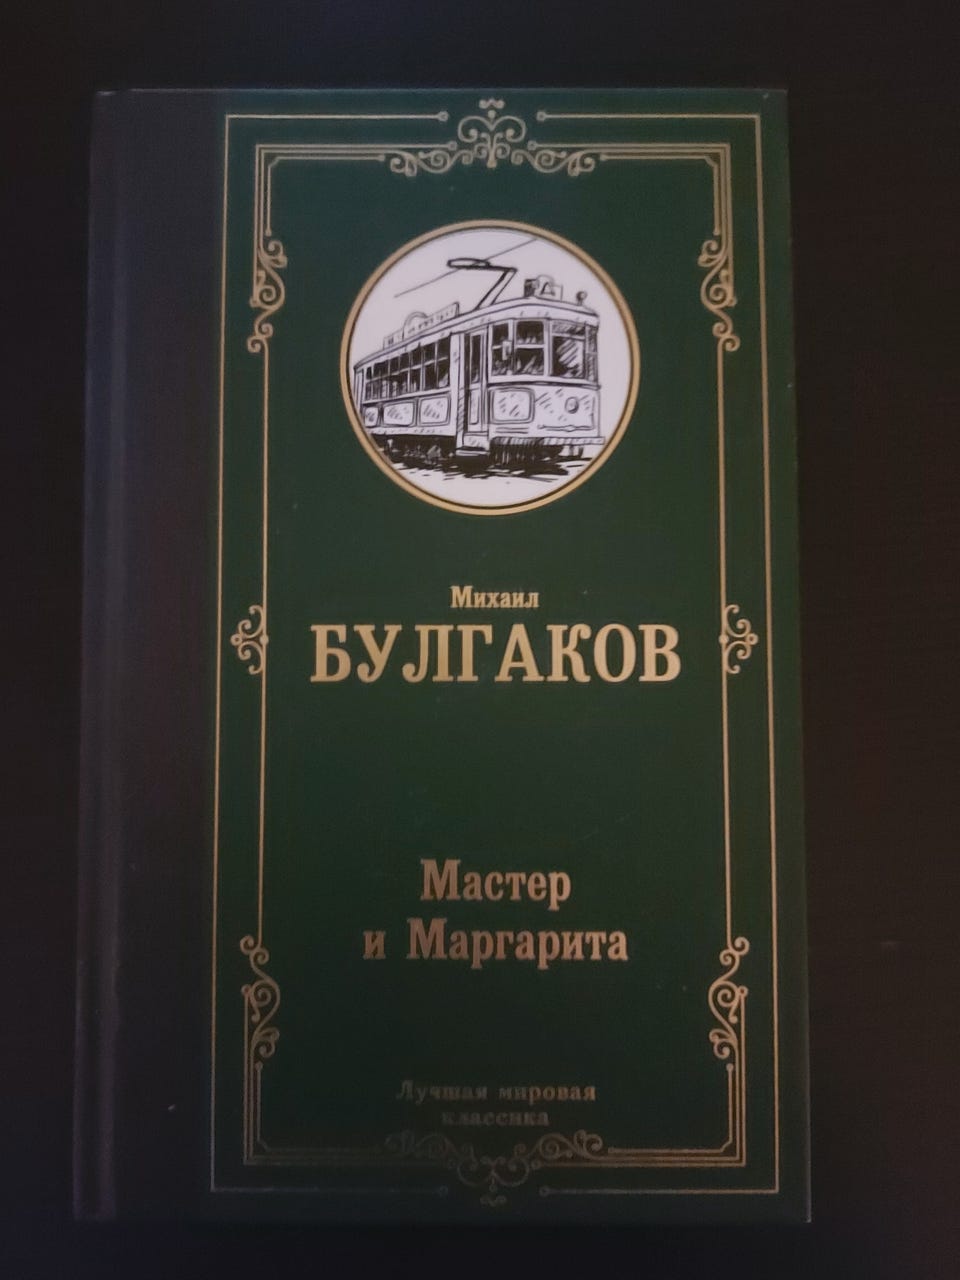 Михаил
БУЛГАКОВ
Мастер
и Маргарита
Лучшая мировая
классика